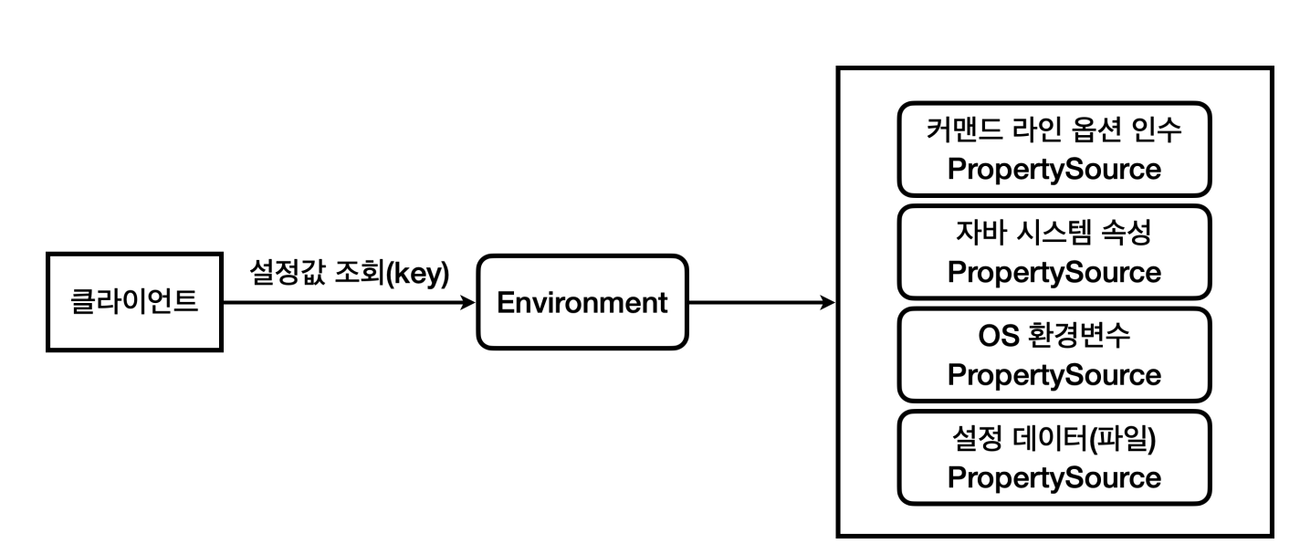 클라이언트
설정값 조회(key)
Environment
커맨드 라인 옵션 인수
PropertySource
자바 시스템 속성
PropertySource
OS 환경변수
PropertySource
설정 데이터(파일)
PropertySource